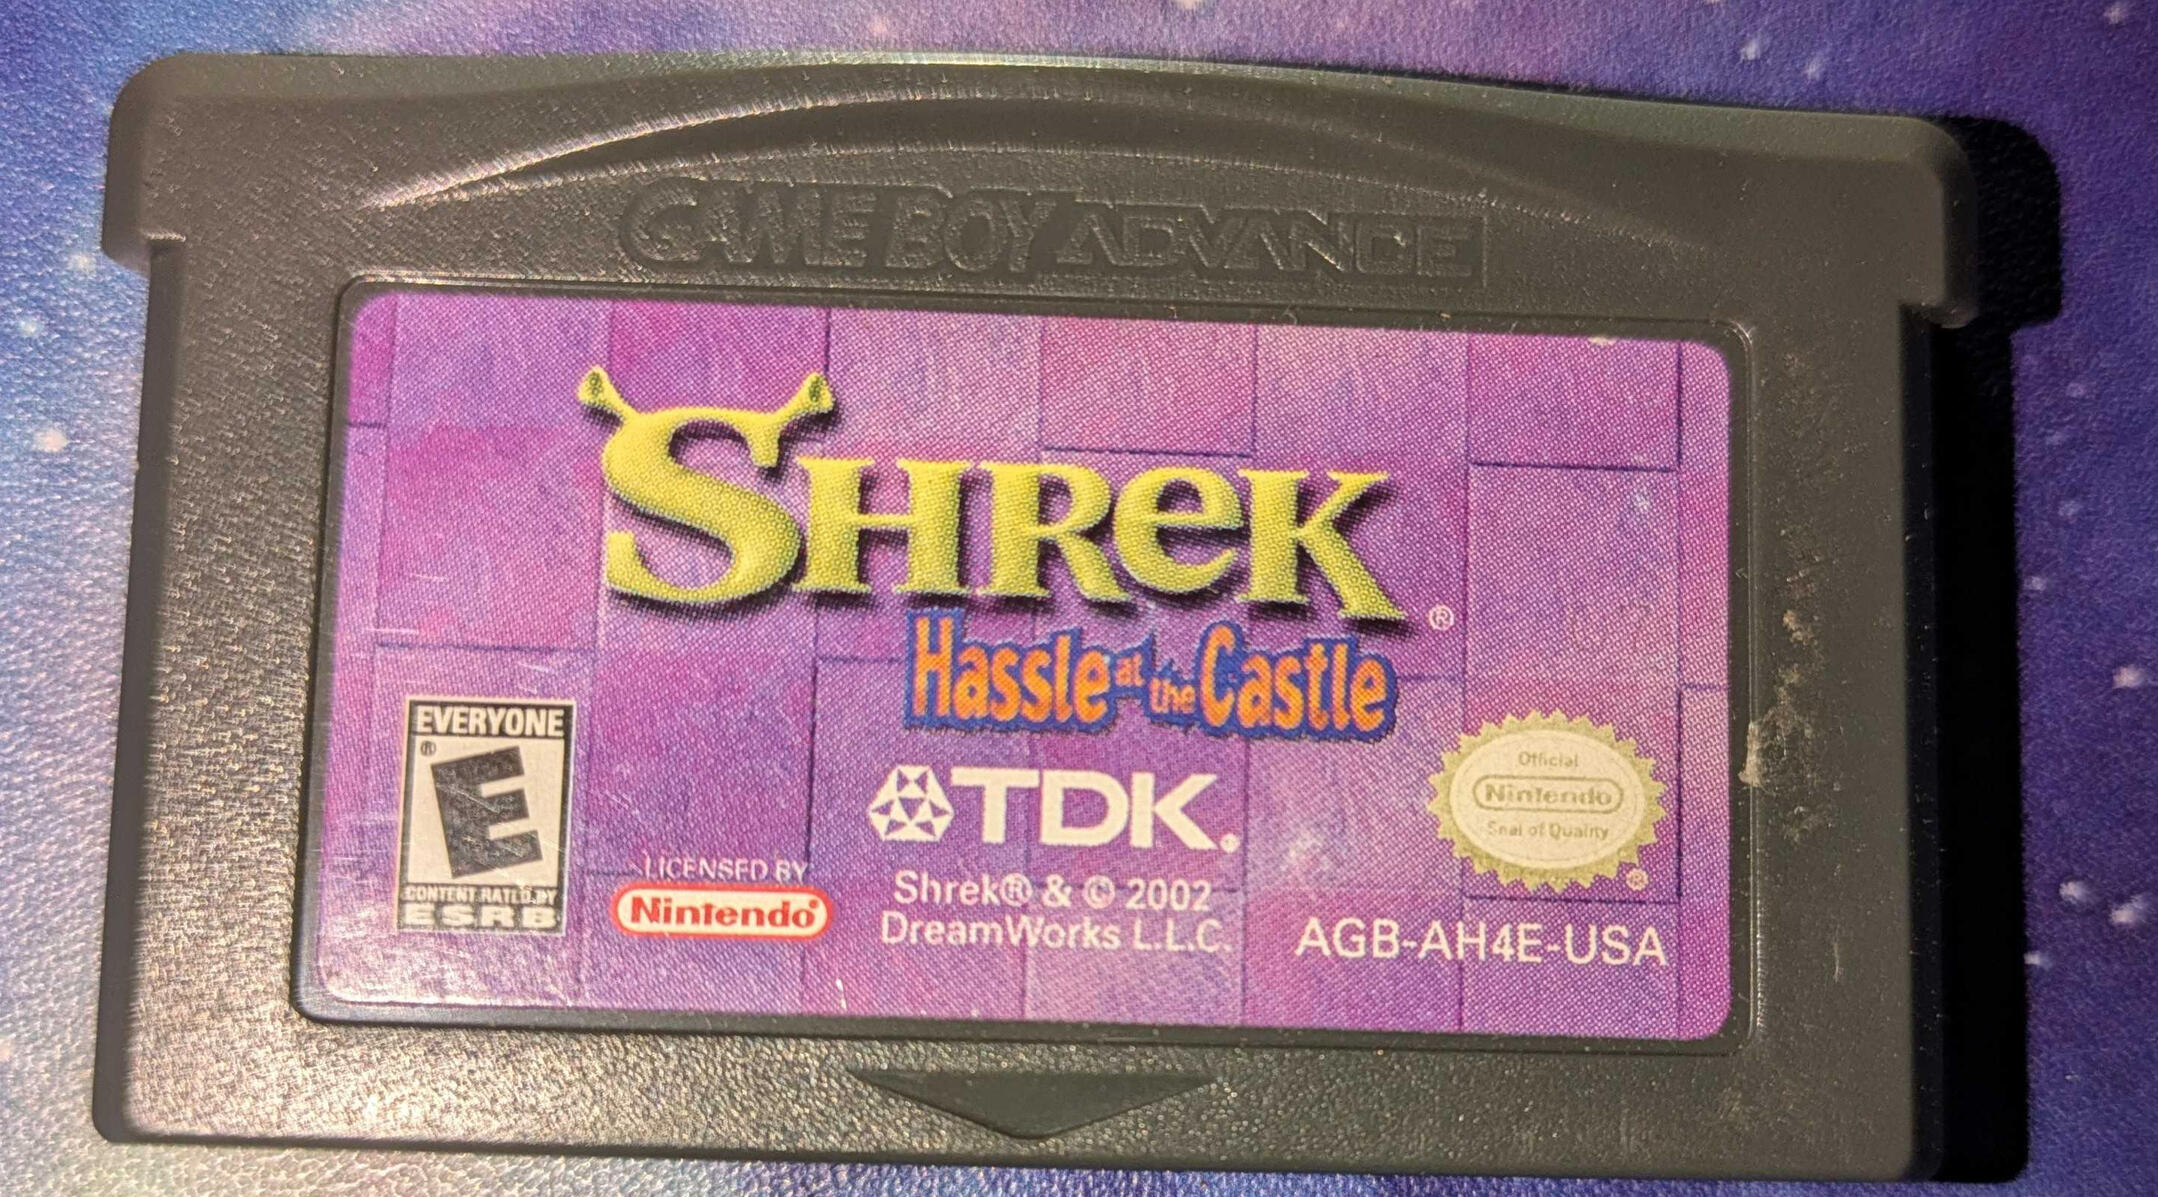 GAME BOY ADVANCE
SHREK ®
Hassle at the Castle
EVERYONE
® E
CONTENT RATED BY
ESRB
LICENSED BY
Nintendo®
TDK®
Shrek® & © 2002
DreamWorks L.L.C.
Official
Nintendo
Seal of Quality ®
AGB-AH4E-USA